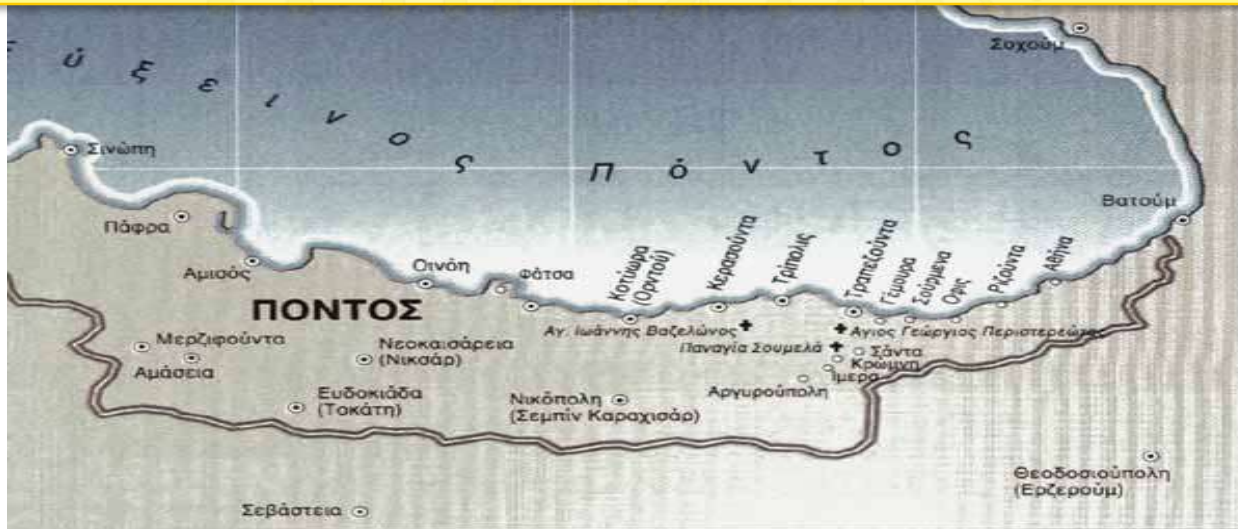 Εύξεινος Πόντος
Σοχούμ
Σινώπη
Πάφρα
Αμισός
Βατούμ
Οινόη
Φάτσα
Κοτύωρα
(Ορντού)
Κερασούντα
Τρίπολις
Τραπεζούντα
Γέμουρα
Σούρμενα
Όφις
Ριζούντα
Αθήνα
ΠΟΝΤΟΣ
Αγ. Ιωάννης Βαζελώνος
Άγιος Γεώργιος Περιστερεώτας
Παναγία Σουμελά
Σάντα
Κρώμνη
Ίμερα
Αργυρούπολη
Μερζιφούντα
Αμάσεια
Νεοκαισάρεια
(Νικσάρ)
Ευδοκιάδα
(Τοκάτη)
Νικόπολη
(Σεμπίν Καραχισάρ)
Θεοδοσιούπολη
(Ερζερούμ)
Σεβάστεια